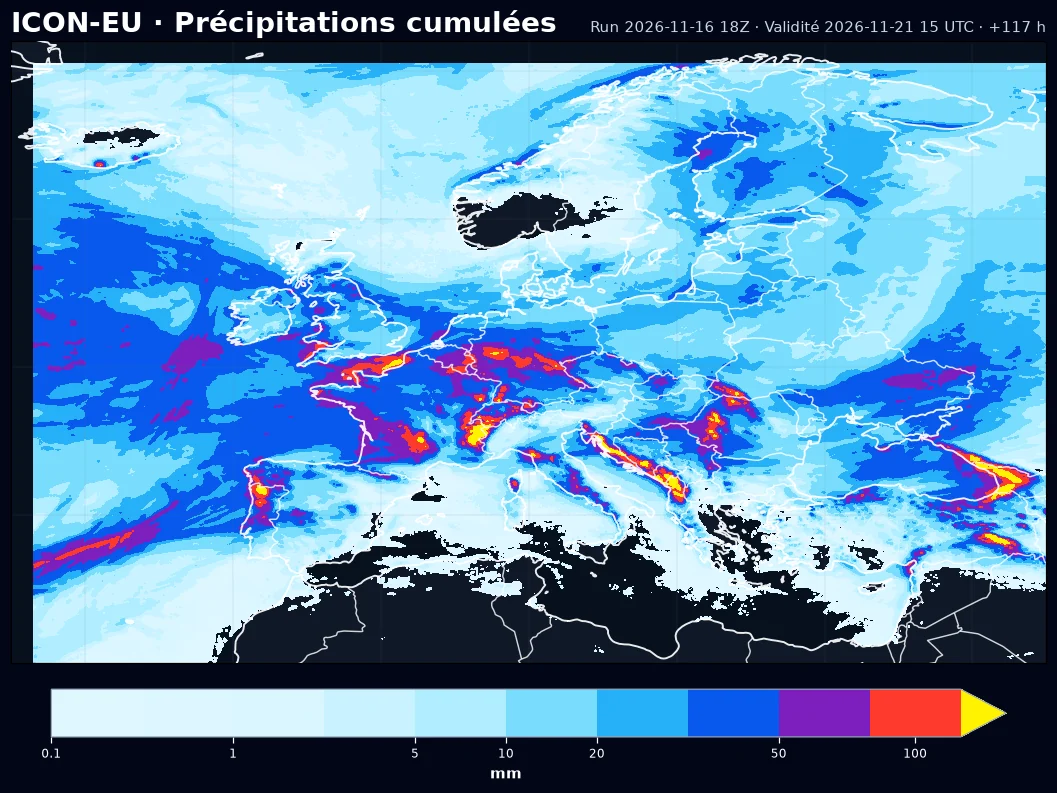 ICON-EU · Précipitations cumulées
Run 2026-11-16 18Z · Validité 2026-11-21 15 UTC · +117 h
0.1 1 5 10 20 50 100
mm